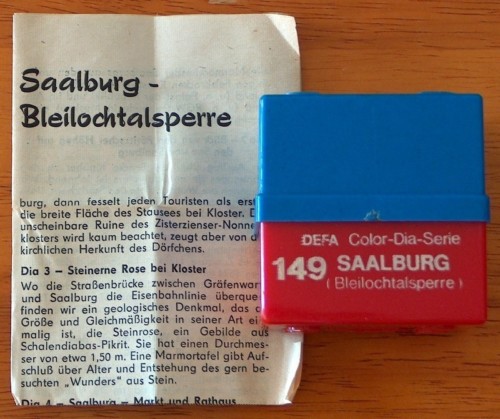 Saalburg -
Bleilochtalsperre
burg, dann fesselt jeden Touristen als
die breite Fläche des Stausees bei Kloster.
unscheinbare Ruine des Zisterzienser-Nonne
klosters wird kaum beachtet, zeugt aber von d
kirchlichen Herkunft des Dörfchens.
Dia 3 – Steinerne Rose bei Kloster
Wo die Straßenbrücke zwischen Gräfenwar
und Saalburg die Eisenbahnlinie überque
finden wir ein geologisches Denkmal, das
Größe und Gleichmäßigkeit in seiner Art ei
malig ist, die Steinrose, ein Gebilde aus
Schalendiabas-Pikrit. Sie hat einen Durchmes-
ser von etwa 1,50 m. Eine Marmortafel gibt Auf-
schluß über Alter und Entstehung des gern be-
suchten „Wunders" aus Stein.
Dia 4 – Saalburg – Markt und Rathaus
DEFA Color-Dia-Serie
149 SAALBURG
(Bleilochtalsperre)